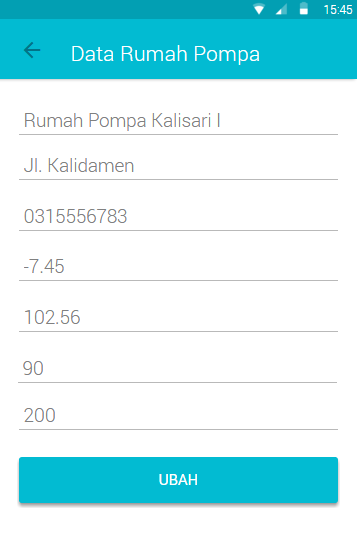 15:45
Data Rumah Pompa
Rumah Pompa Kalisari I
Jl. Kalidamen
0315556783
-7.45
102.56
90
200
UBAH